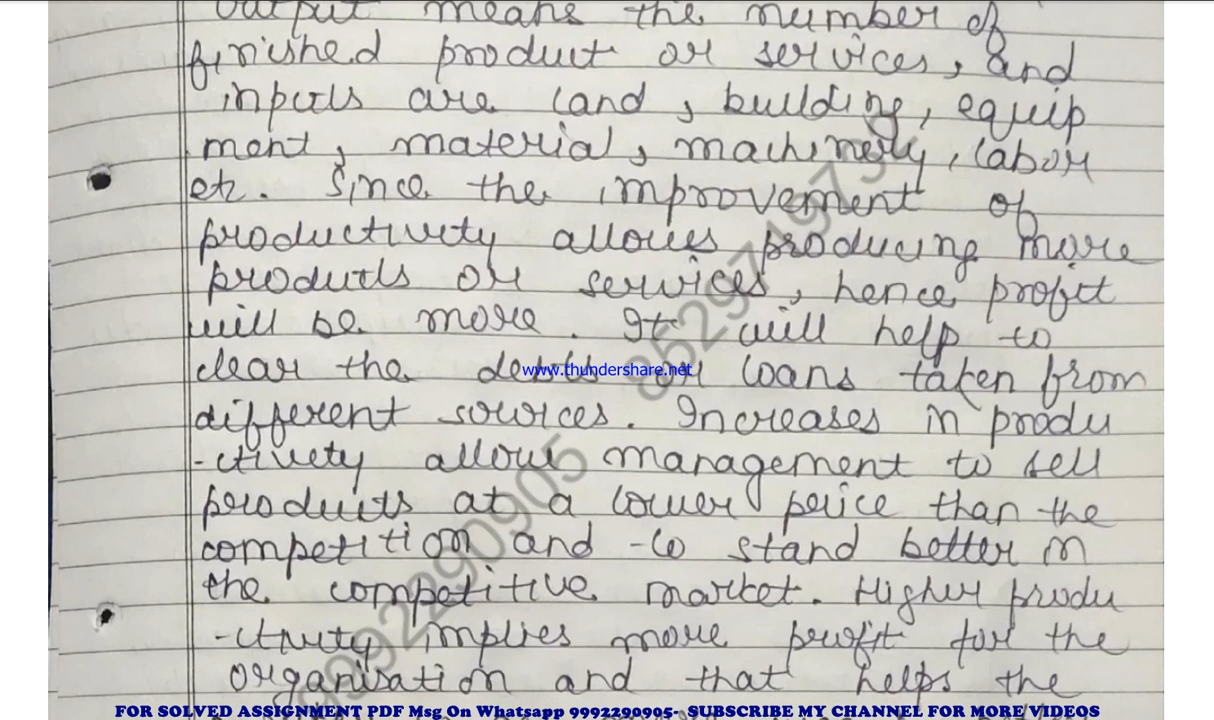 output means the number of
finished product or services, and
inputs are land, building, equip
ment, material, machinery, labor
etc. Since the improvement of
productivity allows producing more
products or services, hence profit
will be more. It will help to
clear the debts or loans taken from
different sources. Increases in produ
-ctivity allow management to sell
products at a lower price than the
competition and to stand better in
the competitive market. Higher produ
-ctivity implies more profit for the
organisation and that helps the
www.thundershare.net
9992290905
FOR SOLVED ASSIGNMENT PDF Msg On Whatsapp 9992290905- SUBSCRIBE MY CHANNEL FOR MORE VIDEOS